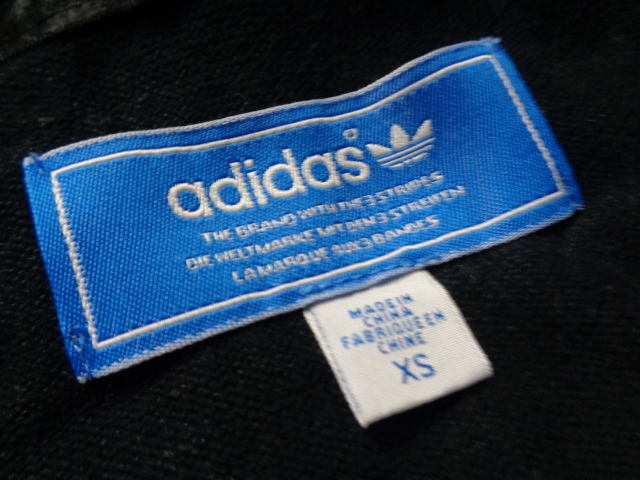 adidas
THE BRAND WITH THE 3 STRIPES
DIE WELTMARKE MIT DEN 3 STREIFEN
LA MARQUE AUX 3 BANDES
MADE IN
CHINA
FABRIQUE EN
CHINE
XS